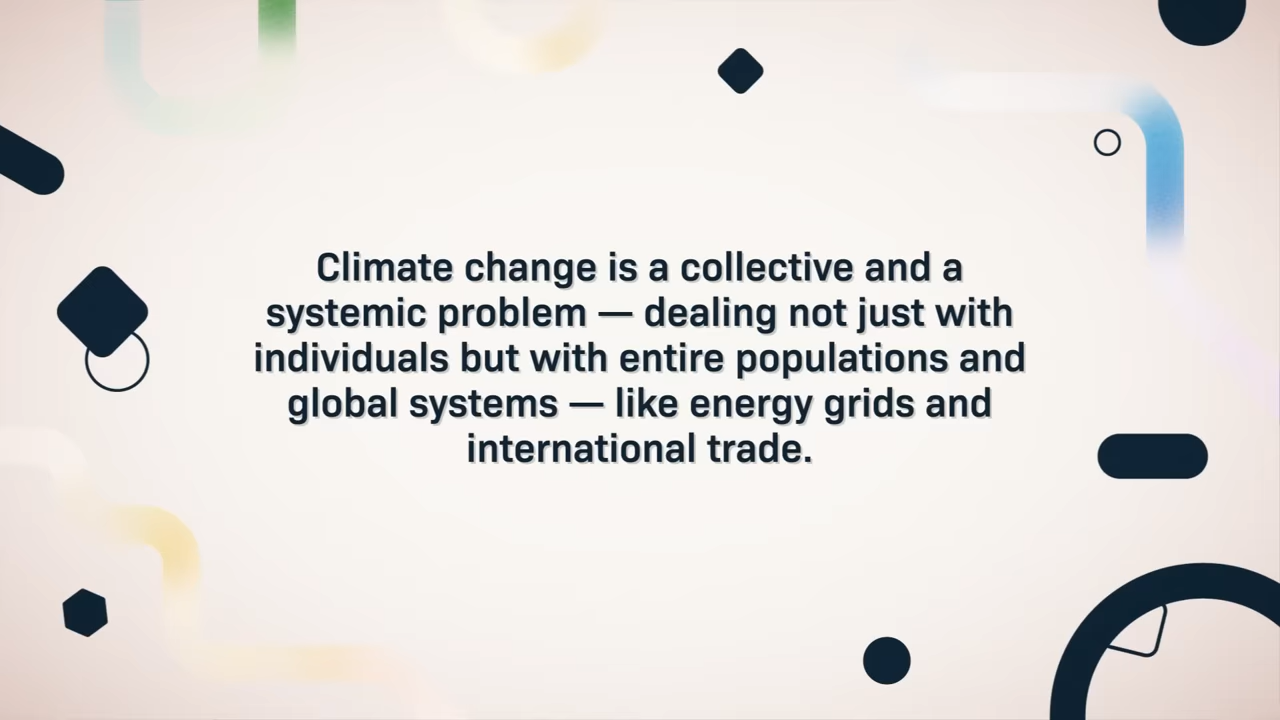 Climate change is a collective and a
systemic problem — dealing not just with
individuals but with entire populations and
global systems — like energy grids and
international trade.